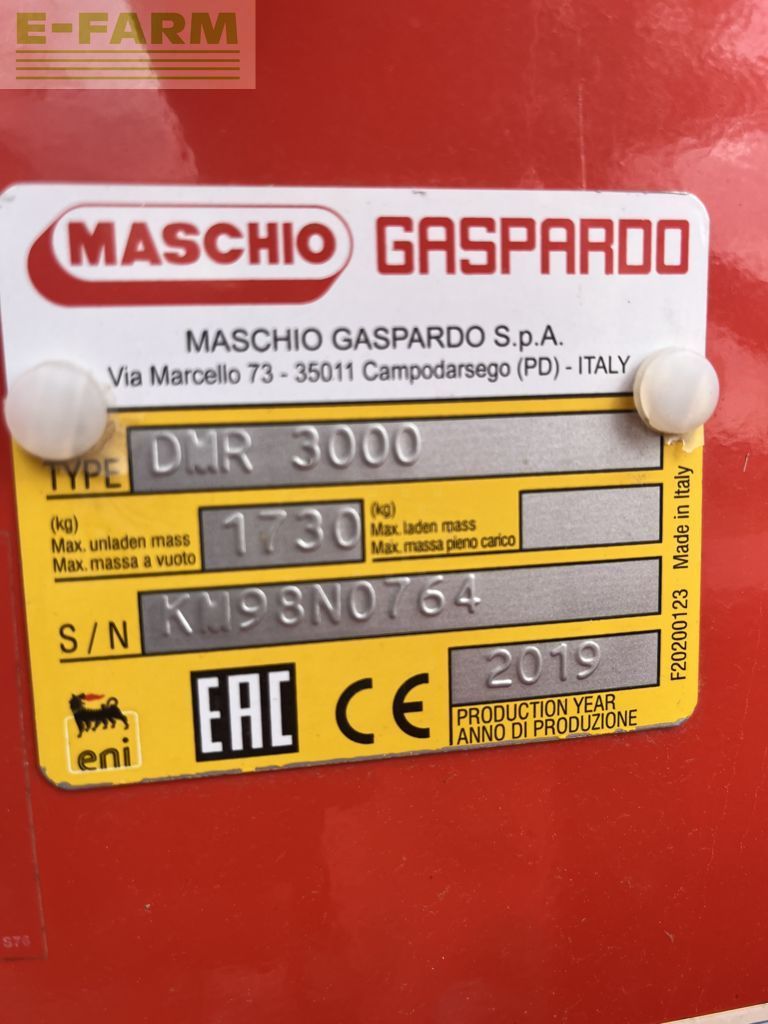 E-FARM
MASCHIO GASPARDO
MASCHIO GASPARDO S.p.A.
Via Marcello 73 - 35011 Campodarsego (PD) - ITALY
TYPE DMR 3000
(kg) Max. unladen mass Max. massa a vuoto 1730
(kg) Max. laden mass Max. massa pieno carico
S/N KM98N0764
2019
PRODUCTION YEAR
ANNO DI PRODUZIONE
eni
EAC CE
F20200123 Made in Italy
S76